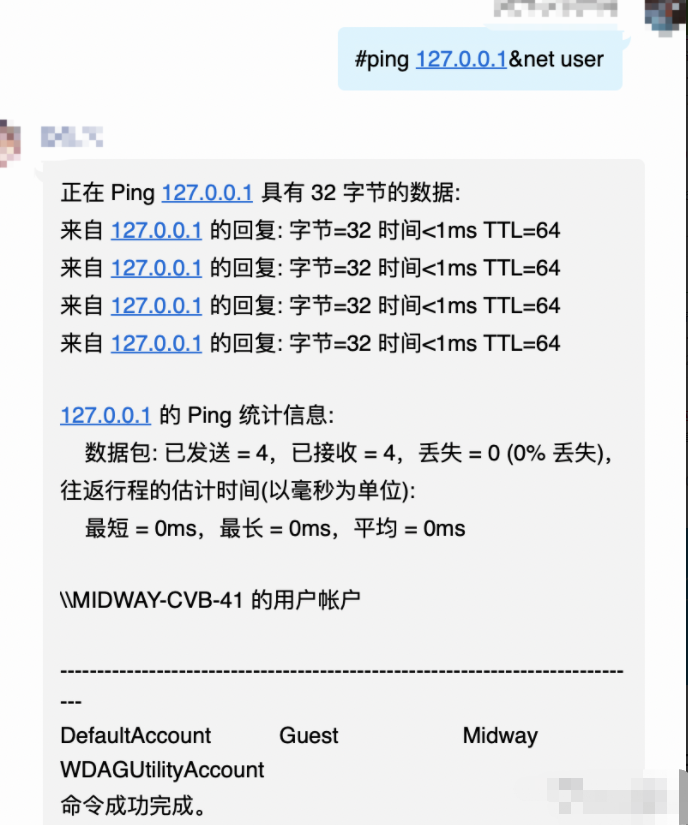 #ping 127.0.0.1&net user
正在 Ping 127.0.0.1 具有 32 字节的数据:
来自 127.0.0.1 的回复: 字节=32 时间<1ms TTL=64
来自 127.0.0.1 的回复: 字节=32 时间<1ms TTL=64
来自 127.0.0.1 的回复: 字节=32 时间<1ms TTL=64
来自 127.0.0.1 的回复: 字节=32 时间<1ms TTL=64
127.0.0.1 的 Ping 统计信息:
数据包: 已发送 = 4，已接收 = 4，丢失 = 0 (0% 丢失)，
往返行程的估计时间(以毫秒为单位):
最短 = 0ms，最长 = 0ms，平均 = 0ms
\\MIDWAY-CVB-41 的用户帐户
-------------------------------------------------------------------------------
---
DefaultAccount Guest Midway
WDAGUtilityAccount
命令成功完成。